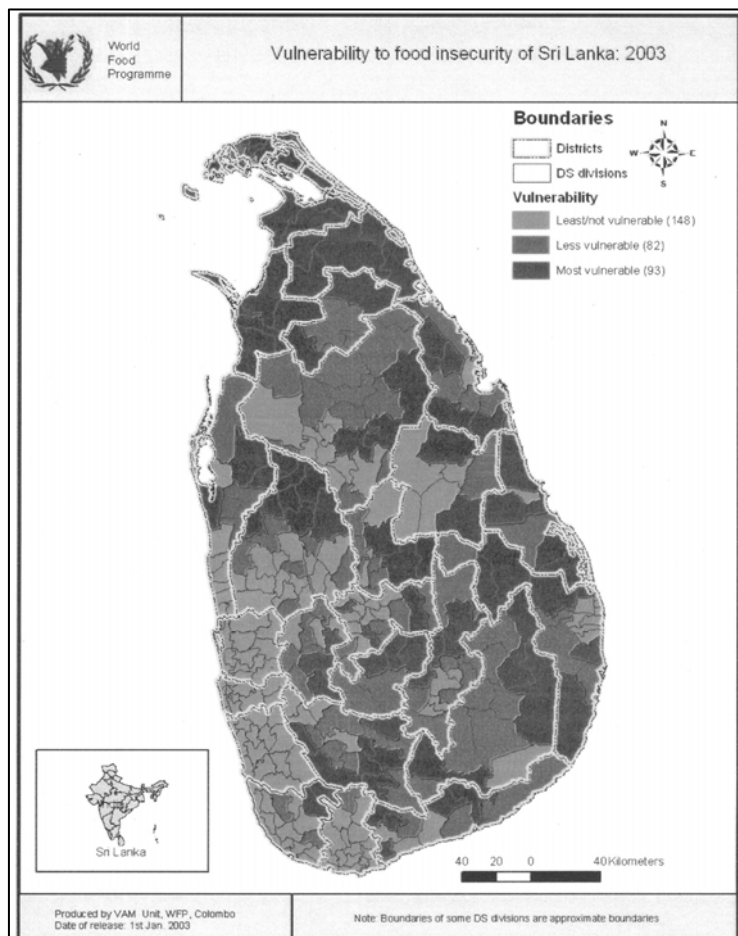 World
Food
Programme
Vulnerability to food insecurity of Sri Lanka: 2003
Boundaries
Districts
DS divisions
N
W
E
S
Vulnerability
Least/not vulnerable (148)
Less vulnerable (82)
Most vulnerable (93)
Sri Lanka
40 20 0 40 Kilometers
Produced by VAM Unit, WFP, Colombo
Date of release: 1st Jan. 2003
Note: Boundaries of some DS divisions are approximate boundaries